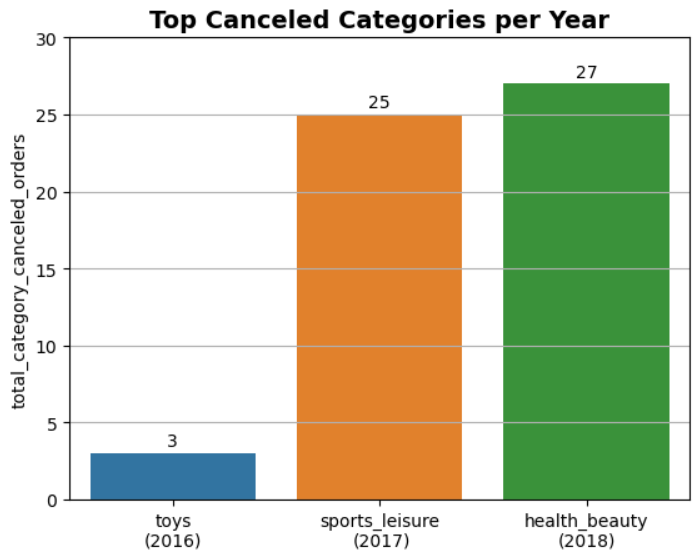 Top Canceled Categories per Year
total_category_canceled_orders
30
25
20
15
10
5
0
3
25
27
toys
(2016)
sports_leisure
(2017)
health_beauty
(2018)